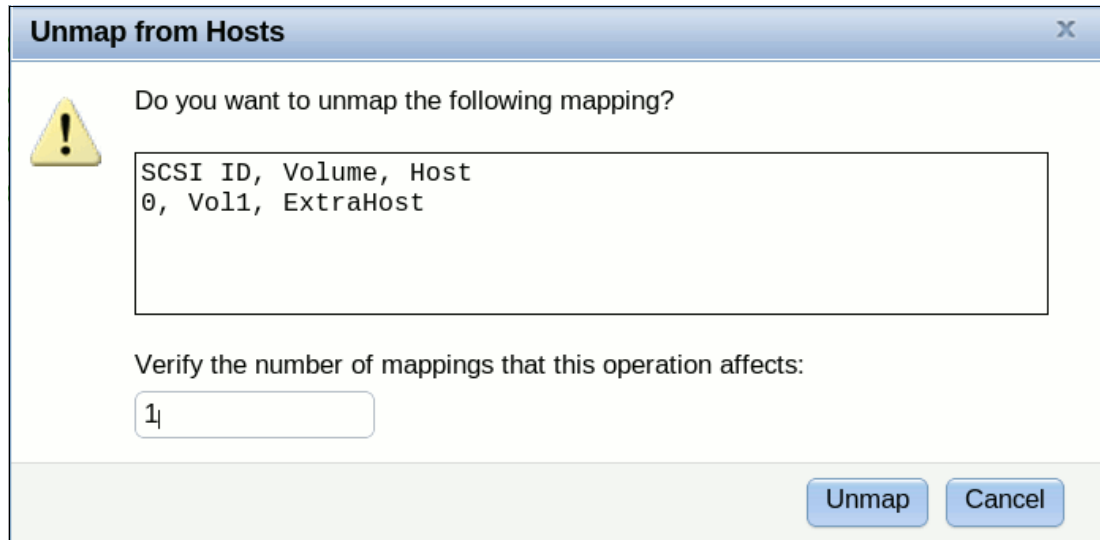 Unmap from Hosts
x
Do you want to unmap the following mapping?
SCSI ID, Volume, Host
0, Vol1, ExtraHost
Verify the number of mappings that this operation affects:
1
Unmap
Cancel